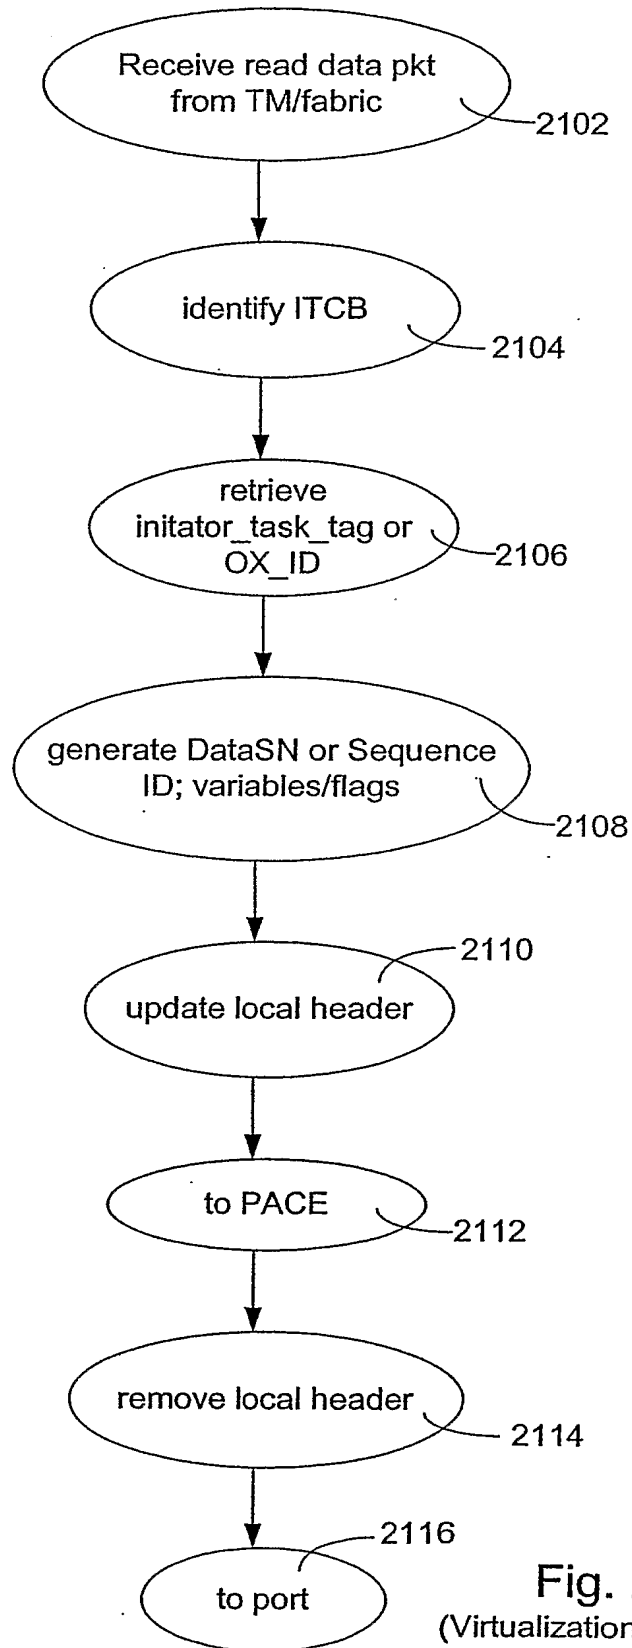 Receive read data pkt
from TM/fabric
2102
identify ITCB
2104
retrieve
initator_task_tag or
OX_ID
2106
generate DataSN or Sequence
ID; variables/flags
2108
2110
update local header
to PACE
2112
remove local header
2114
2116
to port
Fig.
(Virtualization